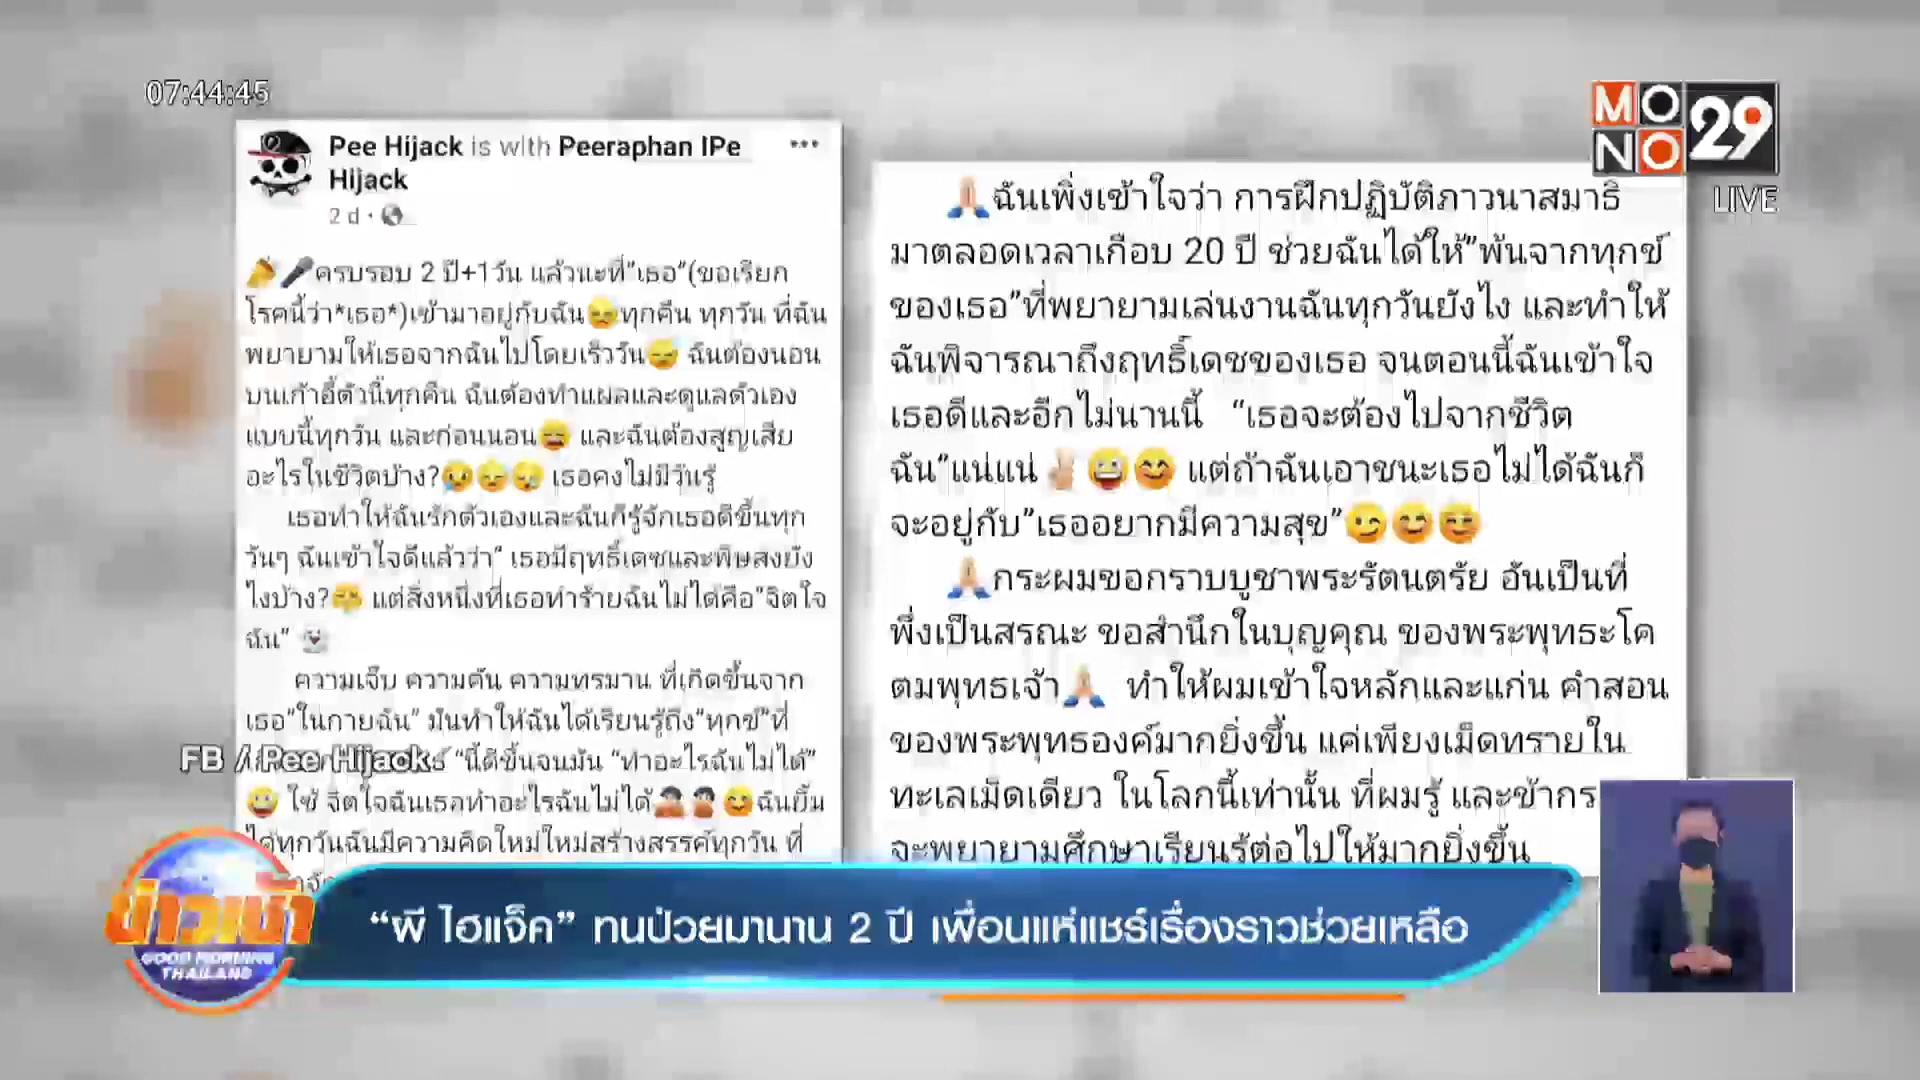 07:44:45
MONO 29
LIVE
Pee Hijack is with Peeraphan IPe
Hijack
2 d
ครบรอบ 2 ปี+1วัน แล้วนะที่"เธอ"(ขอเรียก
โรคนี้ว่า*เธอ*)เข้ามาอยู่กับฉัน😣ทุกคืน ทุกวัน ที่ฉัน
พยายามให้เธอจากฉันไปโดยเร็ววัน😴 ฉันต้องนอน
บนเก้าอี้ตัวนี้ทุกคืน ฉันต้องทำแผลและดูแลตัวเอง
แบบนี้ทุกวัน และก่อนนอน😄 และฉันต้องสูญเสีย
อะไรในชีวิตบ้าง? เธอคงไม่มีวันรู้
เธอทำให้ฉันรักตัวเองและฉันก็รู้จักเธอดีขึ้นทุก
วันๆ ฉันเข้าใจดีแล้วว่า" เธอมีฤทธิ์เดชและพิษสงยัง
ไงบ้าง? แต่สิ่งหนึ่งที่เธอทำร้ายฉันไม่ได้คือ"จิตใจ
ฉัน" 👻
ความเจ็บ ความคัน ความทรมาน ที่เกิดขึ้นจาก
เธอ"ในกายฉัน" มันทำให้ฉันได้เรียนรู้ถึง"ทุกข์"ที่
"นี้ดีขึ้นจนมัน "ทำอะไรฉันไม่ได้"
😀 ใช่ จิตใจฉันเธอทำอะไรฉันไม่ได้🙇🙇😊ฉันยิ้ม
ได้ทุกวันฉันมีความคิดใหม่ใหม่สร้างสรรค์ทุกวัน ที่
FB / Pee Hijack
🙏ฉันเพิ่งเข้าใจว่า การฝึกปฏิบัติภาวนาสมาธิ
มาตลอดเวลาเกือบ 20 ปี ช่วยฉันได้ให้"พ้นจากทุกข์
ของเธอ"ที่พยายามเล่นงานฉันทุกวันยังไง และทำให้
ฉันพิจารณาถึงฤทธิ์เดชของเธอ จนตอนนี้ฉันเข้าใจ
เธอดีและอีกไม่นานนี้ "เธอจะต้องไปจากชีวิต
ฉัน"แน่แน่✌😀😊 แต่ถ้าฉันเอาชนะเธอไม่ได้ฉันก็
จะอยู่กับ"เธออยากมีความสุข"😉😊😊
🙏กระผมขอกราบบูชาพระรัตนตรัย อันเป็นที่
พึ่งเป็นสรณะ ขอสำนึกในบุญคุณ ของพระพุทธะโค
ตมพุทธเจ้า🙏 ทำให้ผมเข้าใจหลักและแก่น คำสอน
ของพระพุทธองค์มากยิ่งขึ้น แค่เพียงเม็ดทรายใน
ทะเลเม็ดเดียว ในโลกนี้เท่านั้น ที่ผมรู้ และข้ากร
จะพยายามศึกษาเรียนรู้ต่อไปให้มากยิ่งขึ้น
ข่าวเช้า
GOOD MORNING
THAILAND
"พี ไฮแจ็ค" ทนป่วยมานาน 2 ปี เพื่อนแห่แชร์เรื่องราวช่วยเหลือ